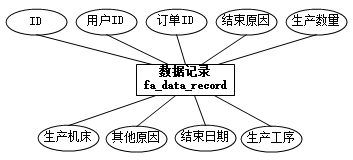 ID
用户ID
订单ID
结束原因
生产数量
数据记录
fa_data_record
生产机床
其他原因
结束日期
生产工序